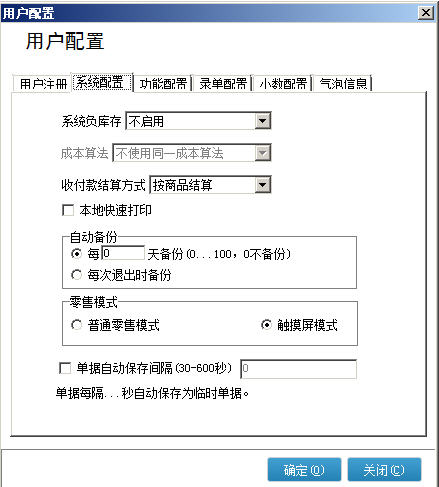 用户配置
用户配置
用户注册 系统配置 功能配置 录单配置 小数配置 气泡信息
系统负库存 不启用
成本算法 不使用同一成本算法
收付款结算方式 按商品结算
本地快速打印
自动备份
每 0 天备份(0...100，0不备份)
每次退出时备份
零售模式
普通零售模式 触摸屏模式
单据自动保存间隔(30-600秒) 0
单据每隔...秒自动保存为临时单据。
确定(O) 关闭(C)